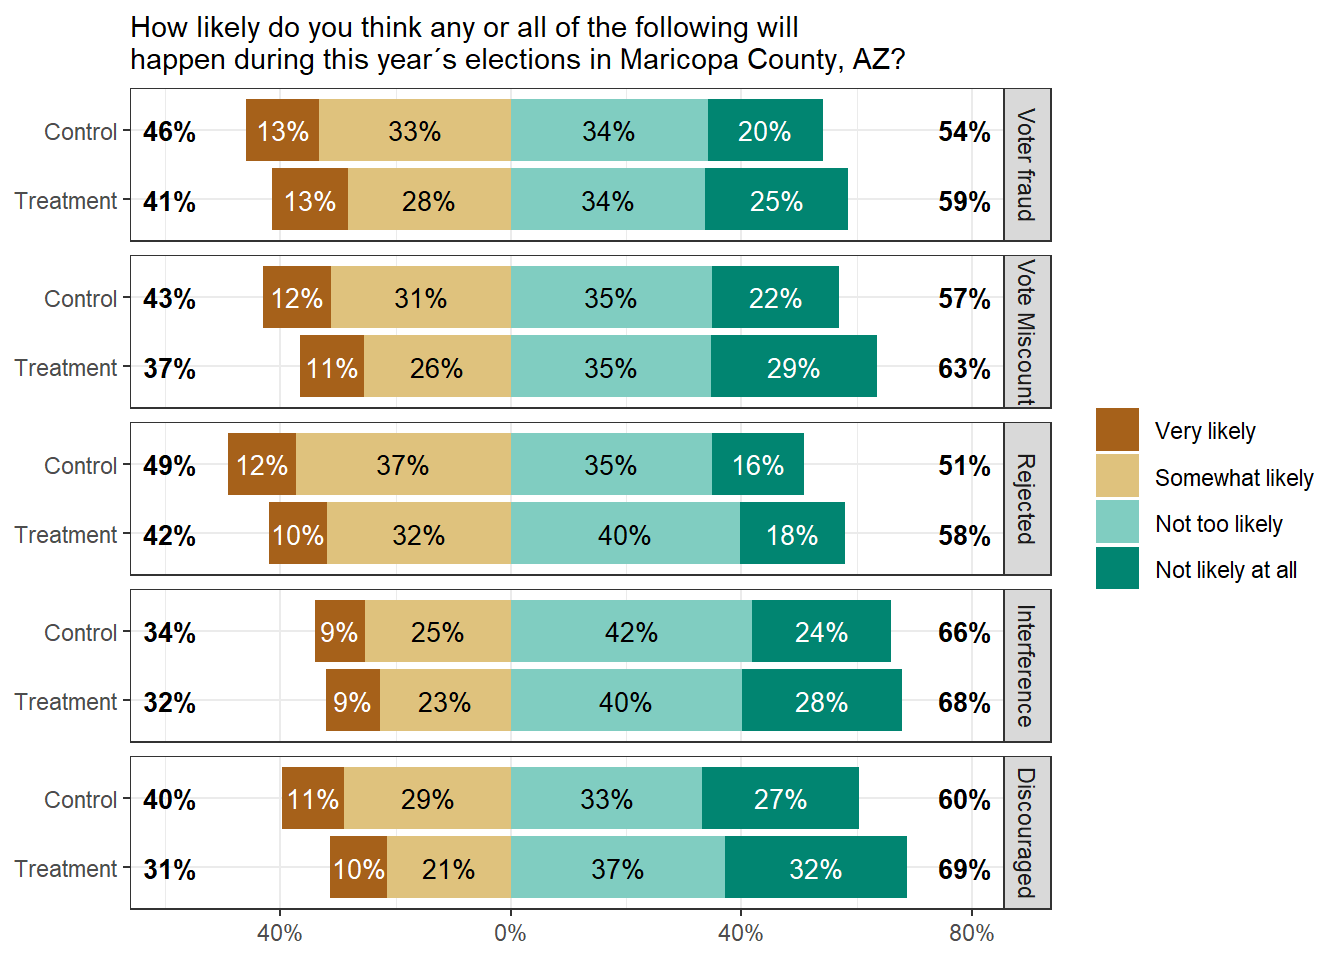 How likely do you think any or all of the following will
happen during this year´s elections in Maricopa County, AZ?
Control 46% 13% 33% 34% 20% 54%
Treatment 41% 13% 28% 34% 25% 59%
Voter fraud
Control 43% 12% 31% 35% 22% 57%
Treatment 37% 11% 26% 35% 29% 63%
Vote Miscount
Control 49% 12% 37% 35% 16% 51%
Treatment 42% 10% 32% 40% 18% 58%
Rejected
Control 34% 9% 25% 42% 24% 66%
Treatment 32% 9% 23% 40% 28% 68%
Interference
Control 40% 11% 29% 33% 27% 60%
Treatment 31% 10% 21% 37% 32% 69%
Discouraged
40% 0% 40% 80%
Very likely
Somewhat likely
Not too likely
Not likely at all